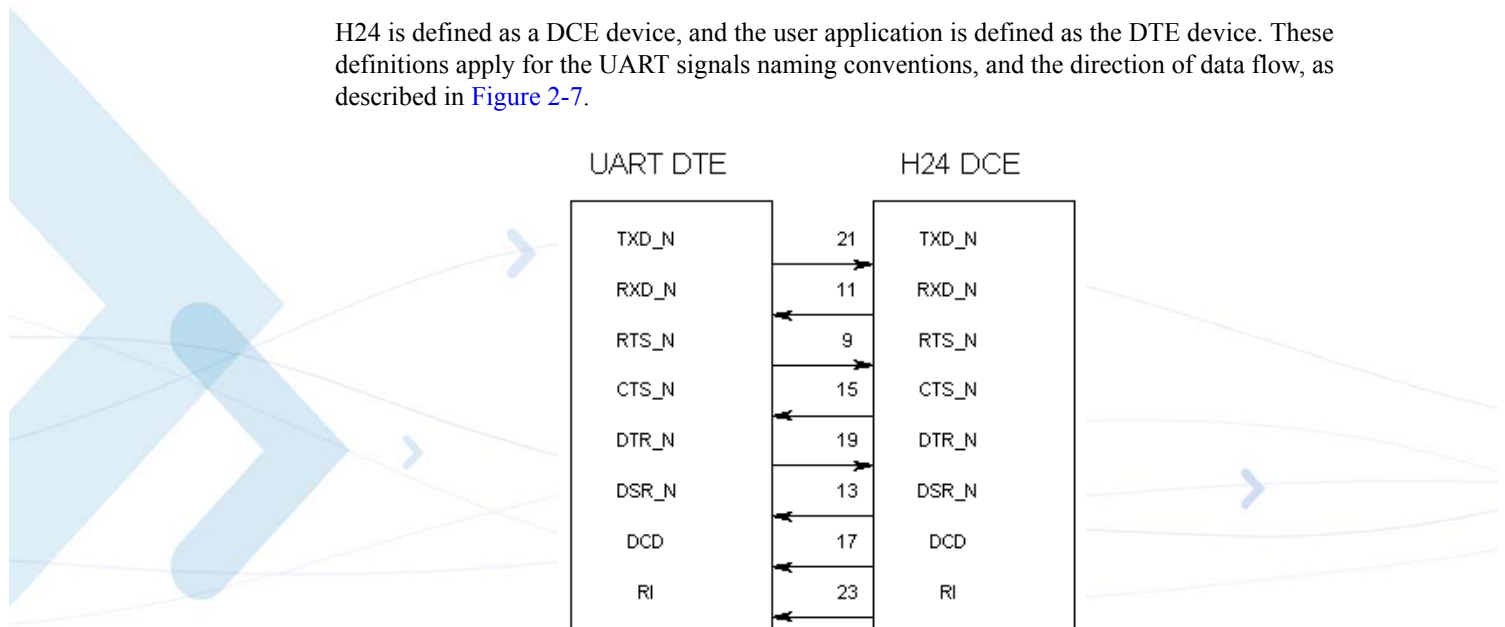 H24 is defined as a DCE device, and the user application is defined as the DTE device. These
definitions apply for the UART signals naming conventions, and the direction of data flow, as
described in Figure 2-7.
UART DTE H24 DCE
TXD_N 21 TXD_N
RXD_N 11 RXD_N
RTS_N 9 RTS_N
CTS_N 15 CTS_N
DTR_N 19 DTR_N
DSR_N 13 DSR_N
DCD 17 DCD
RI 23 RI